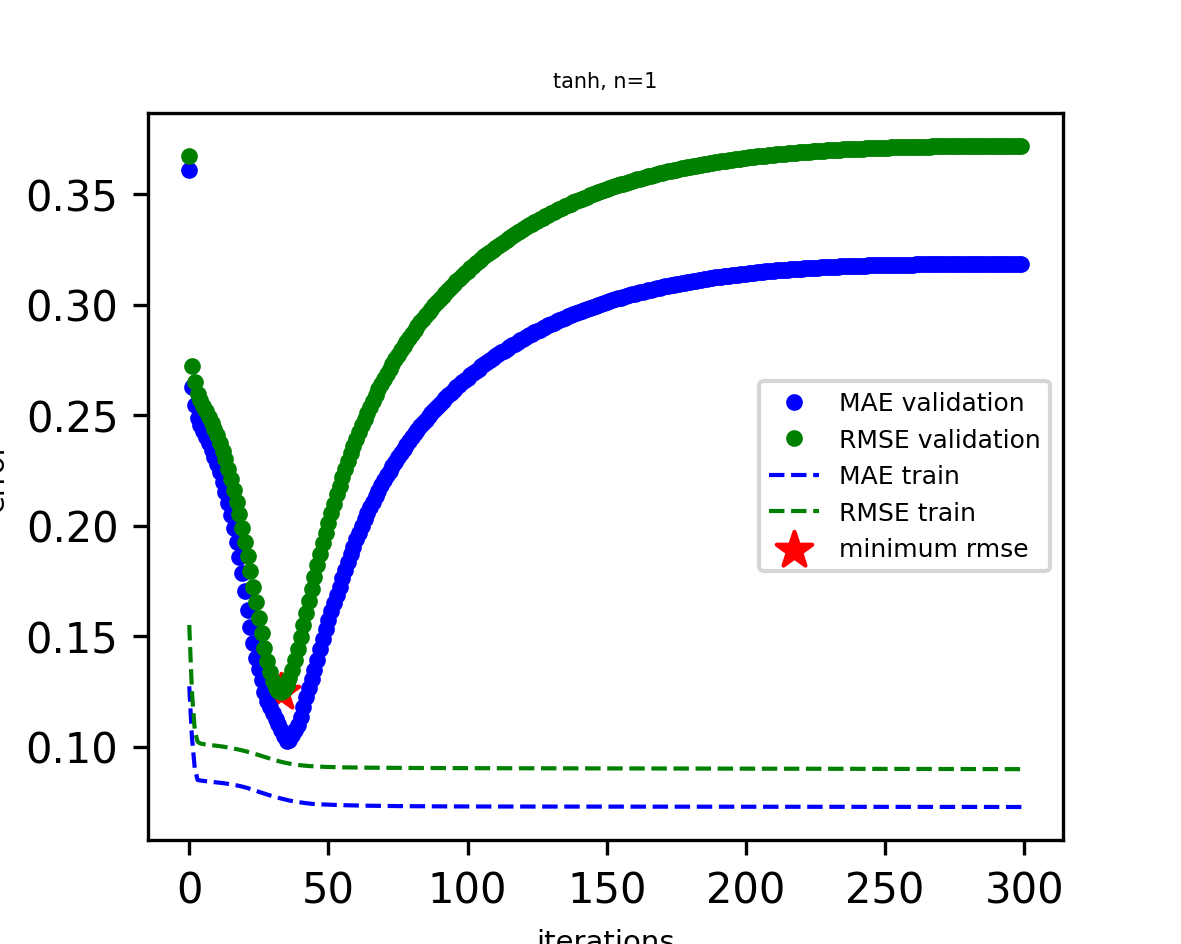 tanh, n=1
0.35
0.30
0.25
0.20
0.15
0.10
MAE validation
RMSE validation
MAE train
RMSE train
minimum rmse
0 50 100 150 200 250 300
iterations